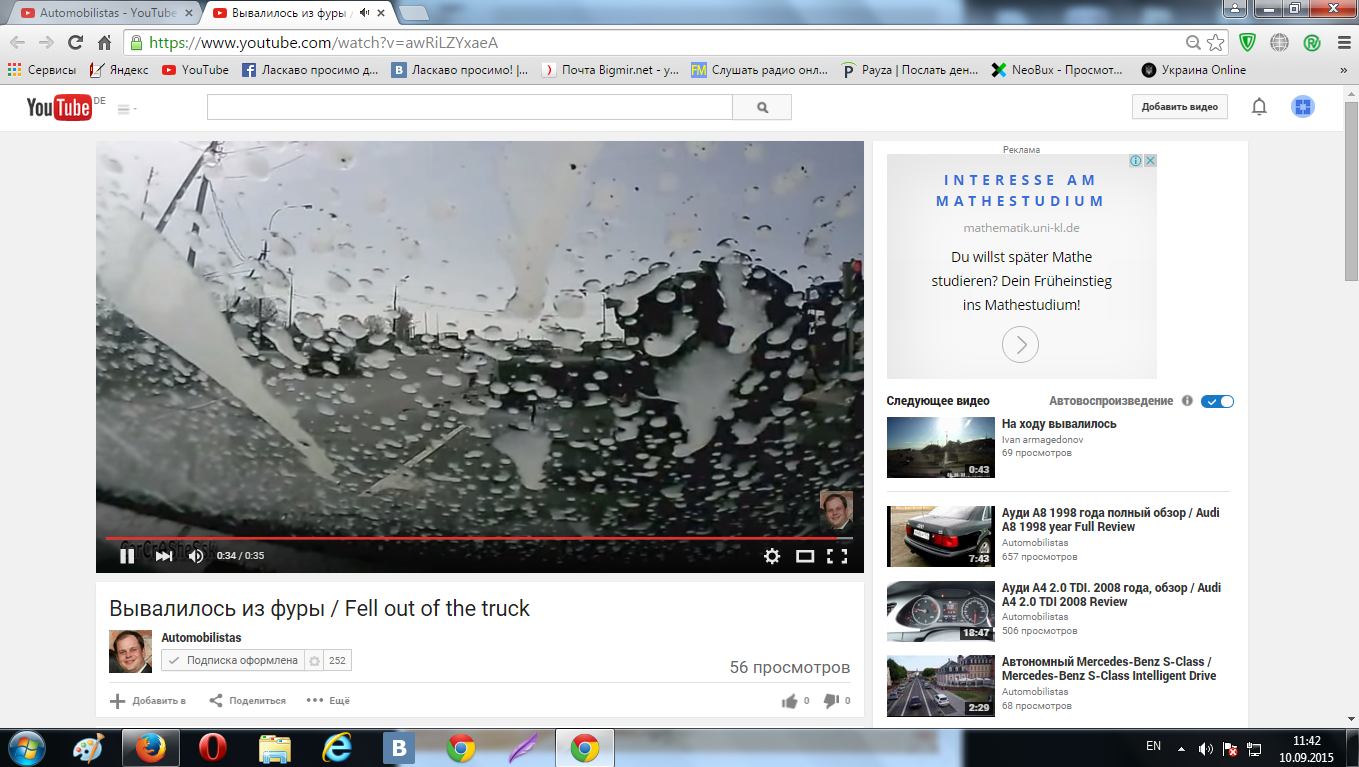 Automobilistas - YouTube
Вывалилось из фуры /
https://www.youtube.com/watch?v=awRiLZYxaeA
Сервисы
Яндекс
YouTube
Ласкаво просимо д...
Ласкаво просимо! |...
Почта Bigmir.net - у...
Слушать радио онл...
Payza | Послать ден...
NeoBux - Просмот...
Украина Online
»
YouTube DE
Добавить видео
Реклама
INTERESSE AM
MATHESTUDIUM
mathematik.uni-kl.de
Du willst später Mathe
studieren? Dein Früheinstieg
ins Mathestudium!
0:34 / 0:35
Следующее видео
Автовоспроизведение
На ходу вывалилось
Ivan armagedonov
69 просмотров
0:43
Ауди А8 1998 года полный обзор / Audi
A8 1998 year Full Review
Automobilistas
657 просмотров
7:43
Ауди А4 2.0 TDI. 2008 года, обзор / Audi
A4 2.0 TDI 2008 Review
Automobilistas
506 просмотров
18:47
Автономный Mercedes-Benz S-Class /
Mercedes-Benz S-Class Intelligent Drive
Automobilistas
68 просмотров
2:29
Вывалилось из фуры / Fell out of the truck
Automobilistas
Подписка оформлена
252
56 просмотров
Добавить в
Поделиться
Ещё
0
0
EN
11:42
10.09.2015